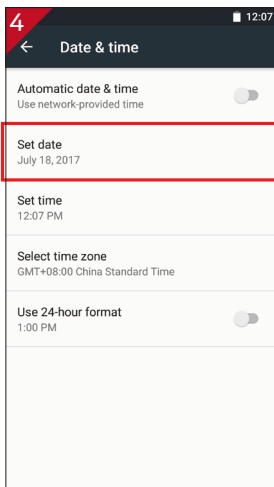 4
12:07
Date & time
Automatic date & time
Use network-provided time
Set date
July 18, 2017
Set time
12:07 PM
Select time zone
GMT+08:00 China Standard Time
Use 24-hour format
1:00 PM